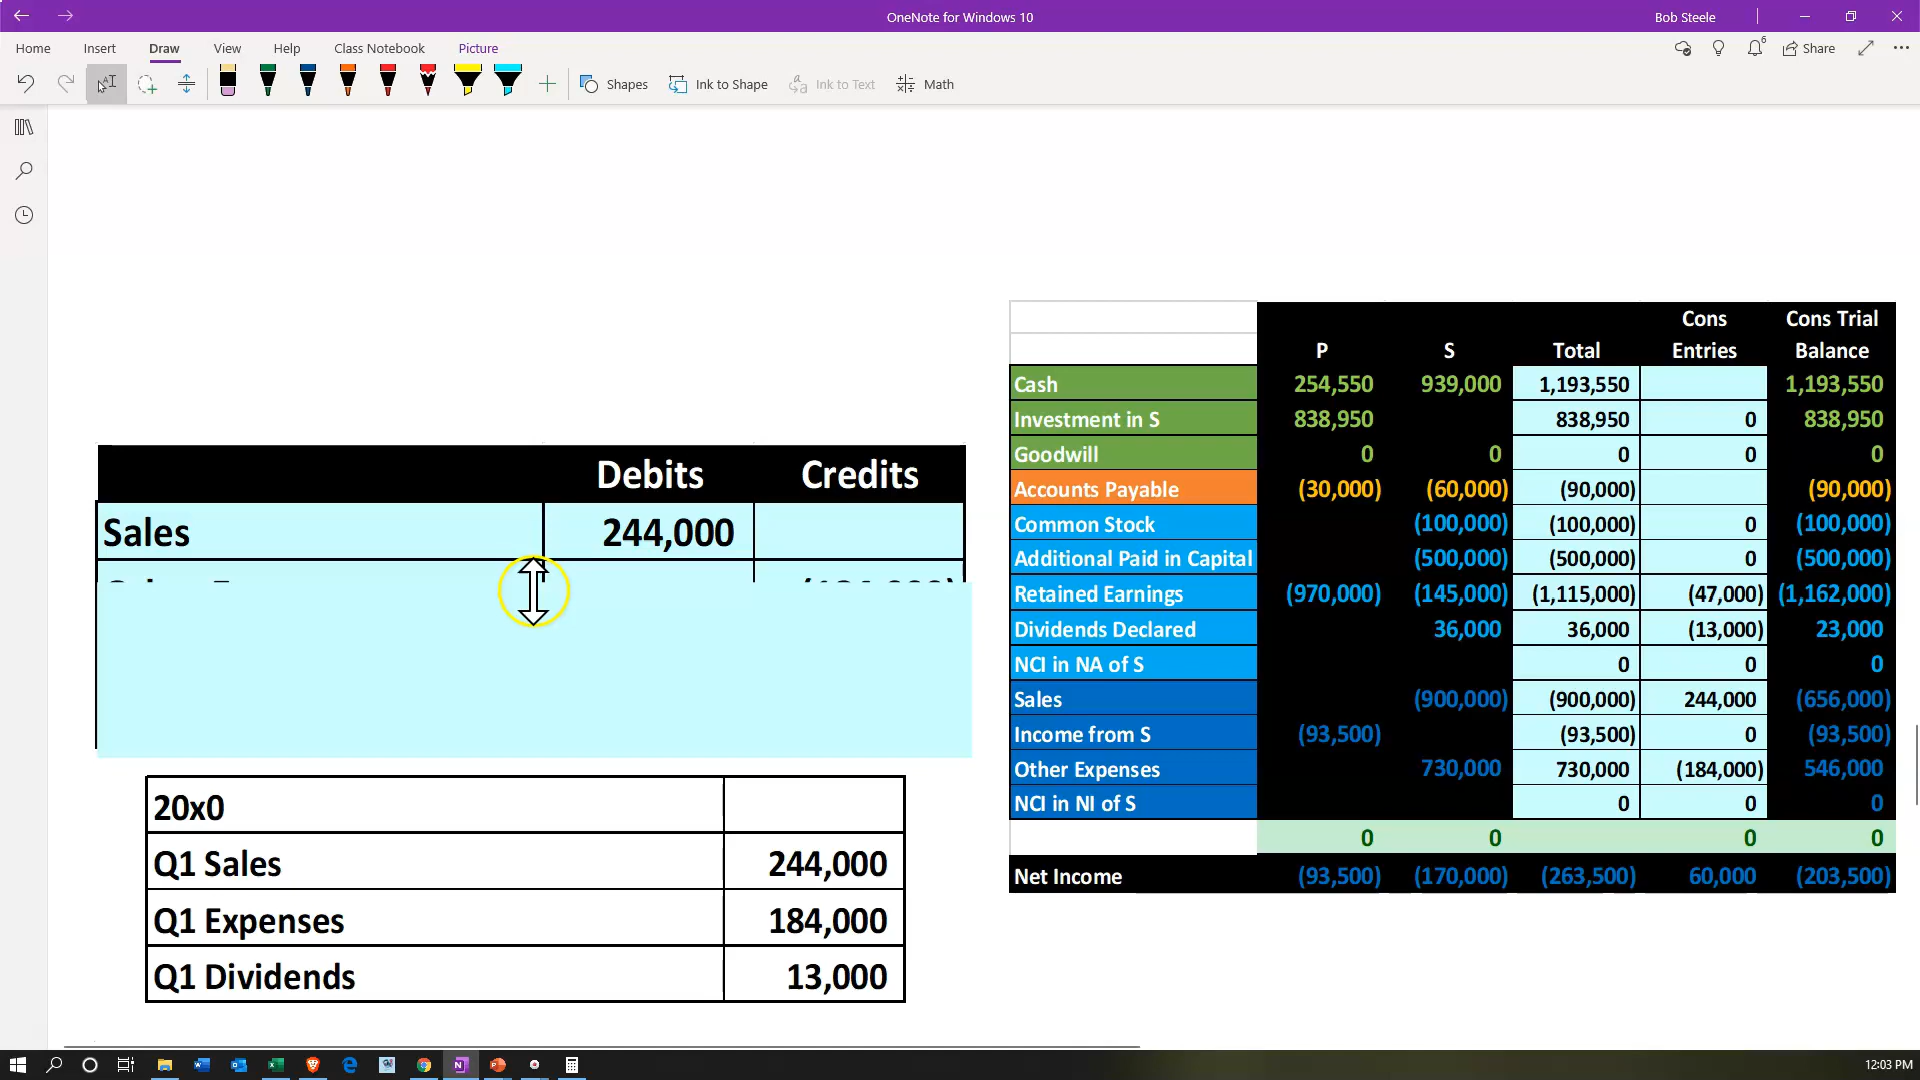 OneNote for Windows 10
Bob Steele
Home Insert Draw View Help Class Notebook Picture
6 Share
Shapes Ink to Shape Ink to Text Math
Debits Credits
Sales 244,000
20x0
Q1 Sales 244,000
Q1 Expenses 184,000
Q1 Dividends 13,000
Cons Cons Trial
P S Total Entries Balance
Cash 254,550 939,000 1,193,550 1,193,550
Investment in S 838,950 838,950 0 838,950
Goodwill 0 0 0 0 0
Accounts Payable (30,000) (60,000) (90,000) (90,000)
Common Stock (100,000) (100,000) 0 (100,000)
Additional Paid in Capital (500,000) (500,000) 0 (500,000)
Retained Earnings (970,000) (145,000) (1,115,000) (47,000) (1,162,000)
Dividends Declared 36,000 36,000 (13,000) 23,000
NCI in NA of S 0 0 0
Sales (900,000) (900,000) 244,000 (656,000)
Income from S (93,500) (93,500) 0 (93,500)
Other Expenses 730,000 730,000 (184,000) 546,000
NCI in NI of S 0 0 0
0 0 0 0
Net Income (93,500) (170,000) (263,500) 60,000 (203,500)
12:03 PM